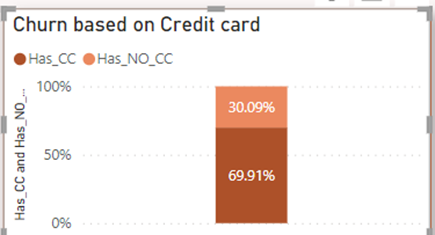 Churn based on Credit card
Has_CC Has_NO_CC
100%
30.09%
Has_CC and Has_NO_...
50%
69.91%
0%